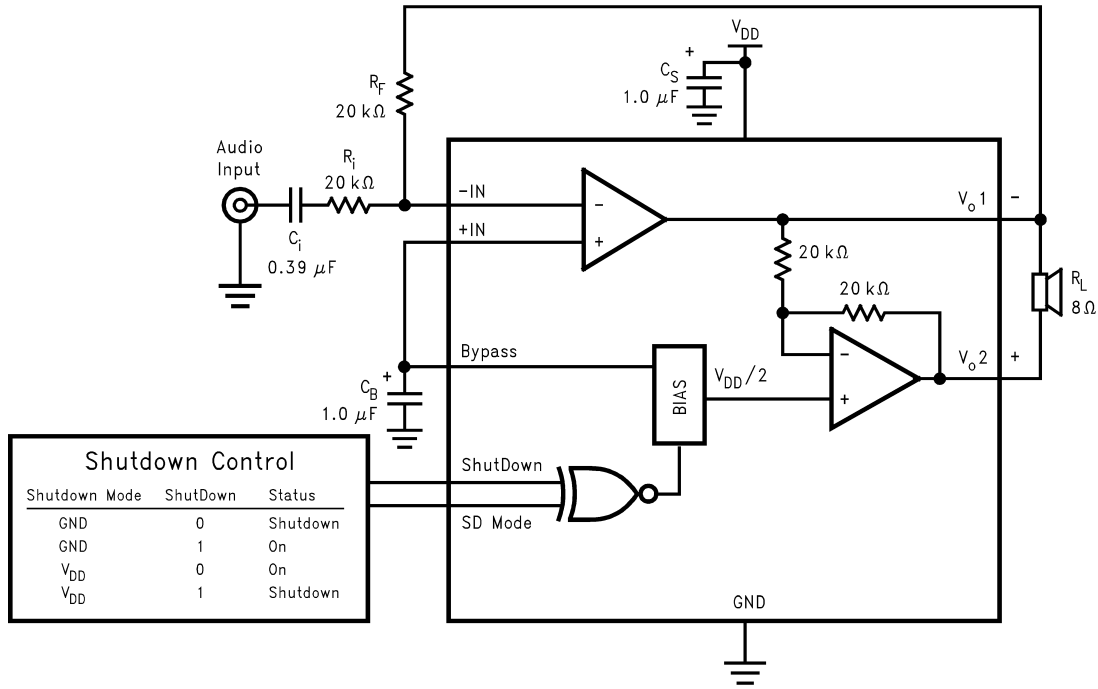 V_DD
+
C_S
1.0 μF
R_F
20 kΩ
Audio
Input
R_i
20 kΩ
C_i
0.39 μF
-IN
+IN
−
+
V_o1
−
20 kΩ
20 kΩ
R_L
8Ω
−
+
V_o2
+
Bypass
+
C_B
1.0 μF
BIAS
V_DD/2
Shutdown Control
Shutdown Mode ShutDown Status
GND 0 Shutdown
GND 1 On
V_DD 0 On
V_DD 1 Shutdown
ShutDown
SD Mode
GND